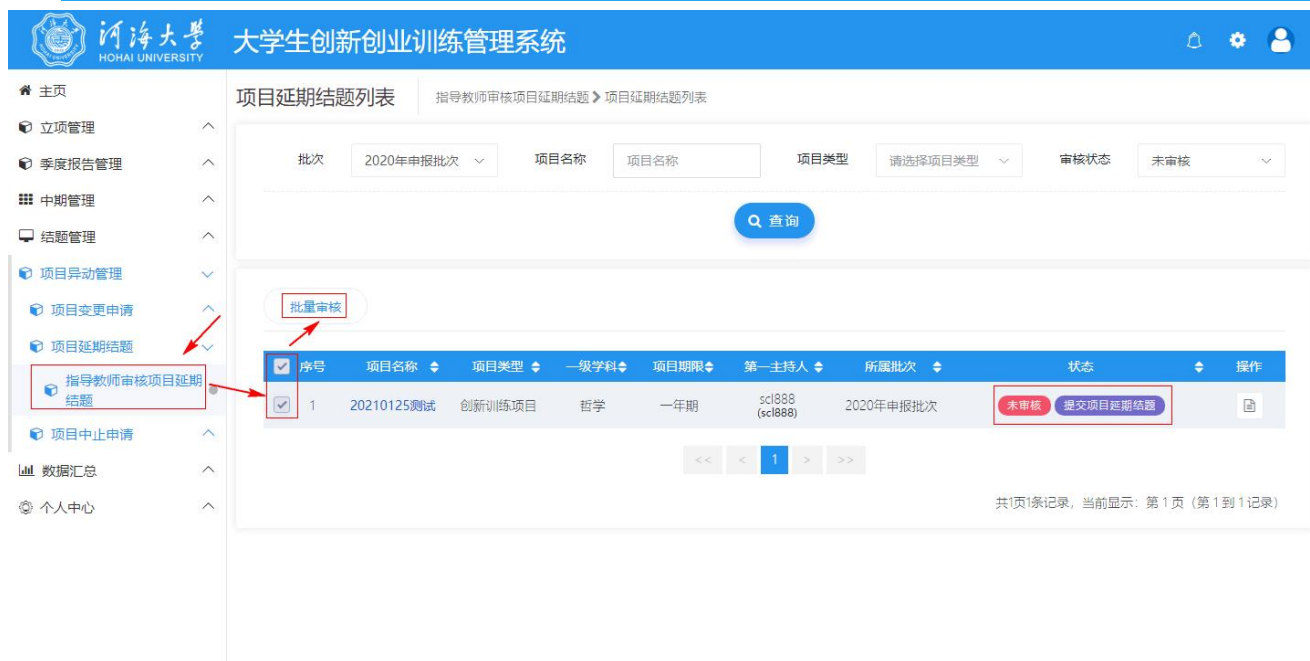 河海大學
HOHAI UNIVERSITY
大学生创新创业训练管理系统
主页
立项管理
季度报告管理
中期管理
结题管理
项目异动管理
项目变更申请
项目延期结题
指导教师审核项目延期
结题
项目中止申请
数据汇总
个人中心
项目延期结题列表
指导教师审核项目延期结题 > 项目延期结题列表
批次 2020年申报批次 项目名称 项目名称 项目类型 请选择项目类型 审核状态 未审核
查询
批量审核
序号 项目名称 项目类型 一级学科 项目期限 第一主持人 所属批次 状态 操作
1 20210125测试 创新训练项目 哲学 一年期 scl888 (scl888) 2020年申报批次 未审核 提交项目延期结题
<< < 1 > >>
共1页1条记录，当前显示：第 1 页（第 1 到 1 记录）